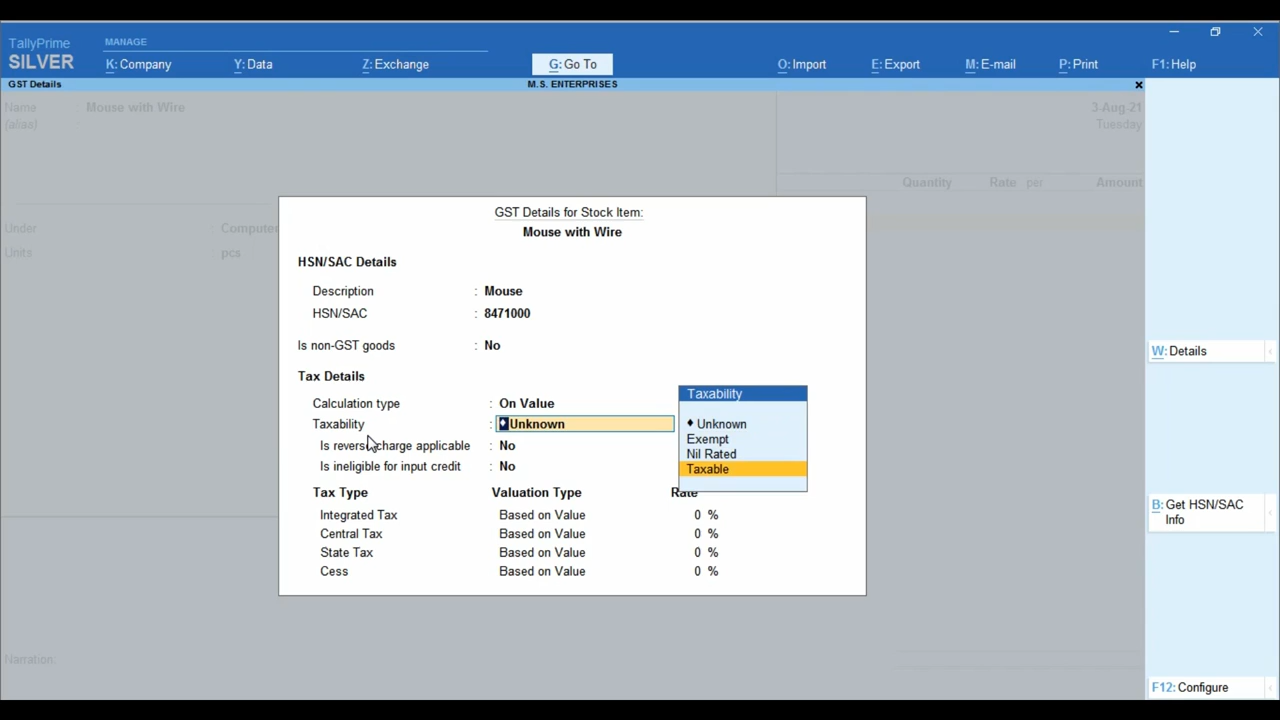 TallyPrime
MANAGE
SILVER
K: Company
Y: Data
Z: Exchange
G: Go To
O: Import
E: Export
M: E-mail
P: Print
F1: Help
GST Details
M.S. ENTERPRISES
Name : Mouse with Wire
3-Aug-21
(alias) :
Tuesday
Quantity Rate per Amount
Under : Computer
Units : pcs
GST Details for Stock Item:
Mouse with Wire
HSN/SAC Details
Description : Mouse
HSN/SAC : 8471000
Is non-GST goods : No
Tax Details
Calculation type : On Value
Taxability : ♦ Unknown
Is reverse charge applicable : No
Is ineligible for input credit : No
Taxability
♦ Unknown
Exempt
Nil Rated
Taxable
Tax Type Valuation Type Rate
Integrated Tax Based on Value 0 %
Central Tax Based on Value 0 %
State Tax Based on Value 0 %
Cess Based on Value 0 %
Narration:
W: Details
B: Get HSN/SAC
Info
F12: Configure